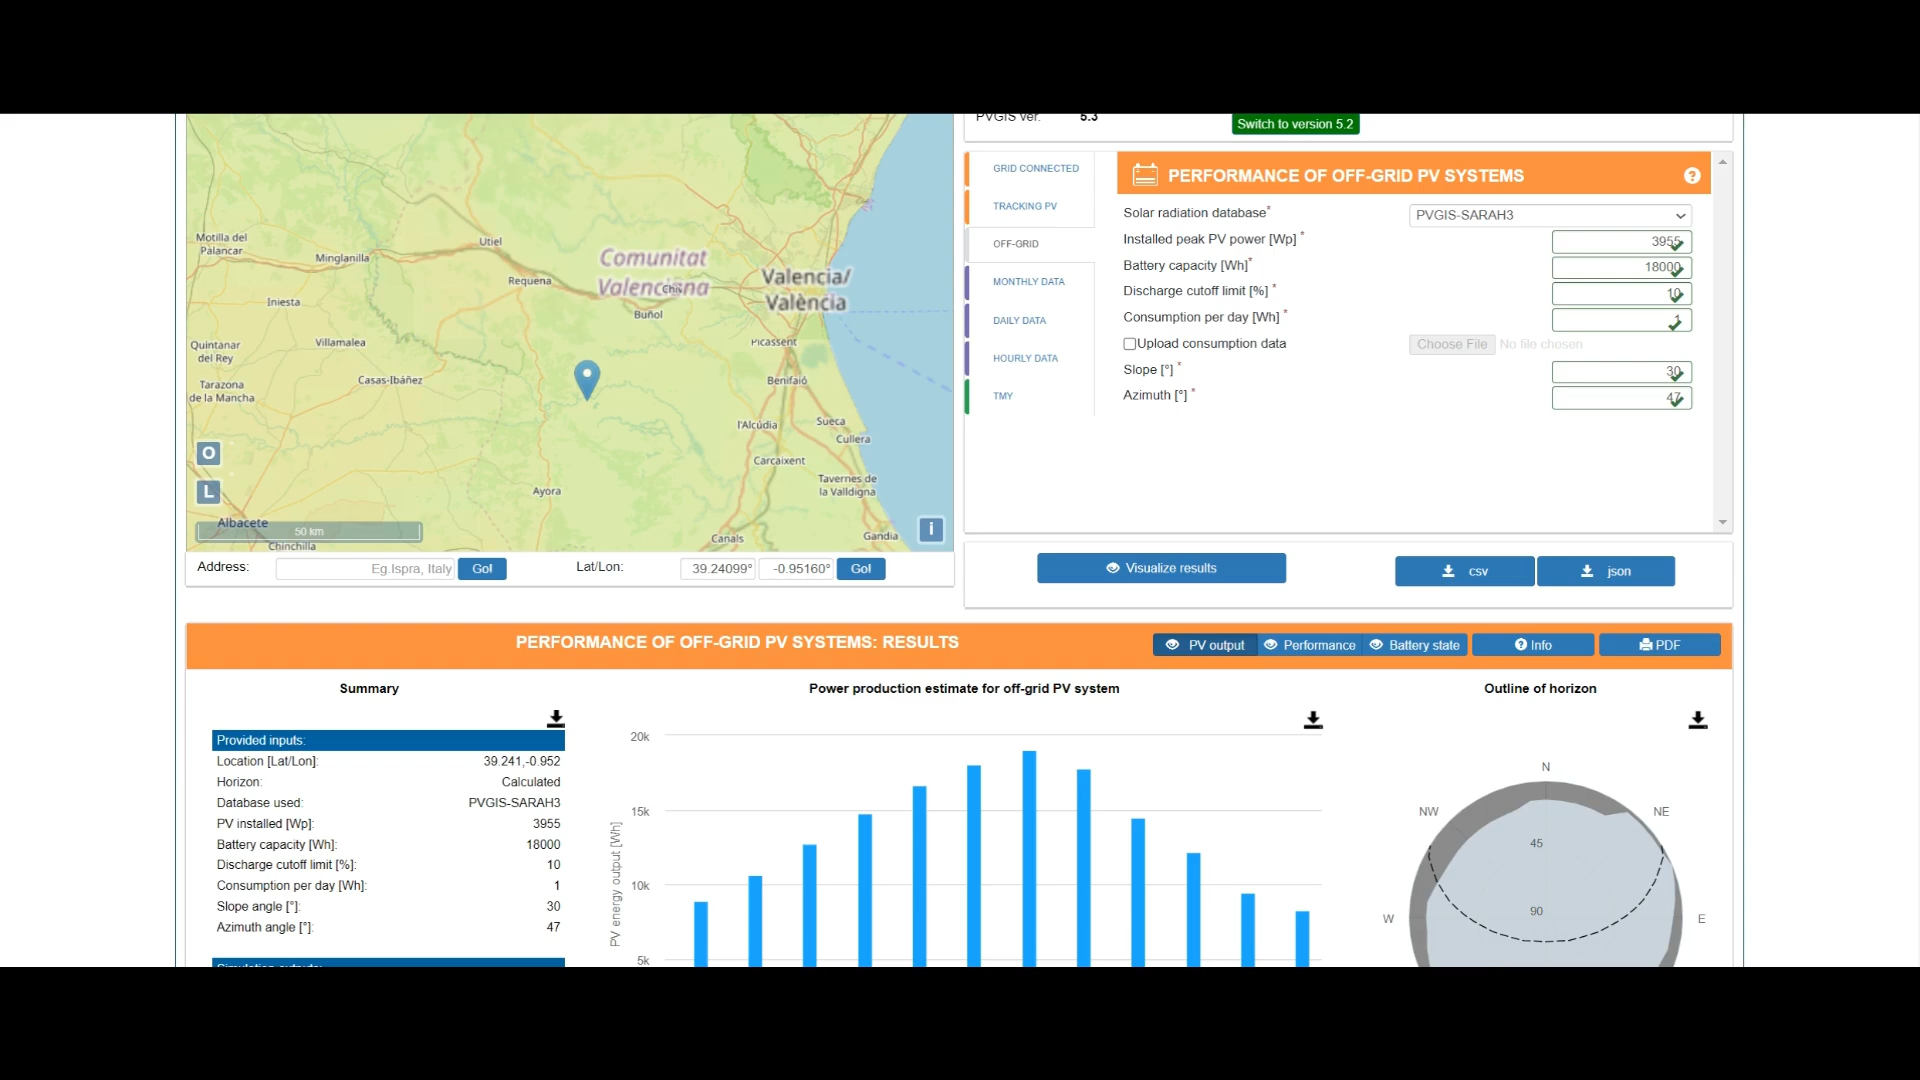 PVGIS ver. 5.3
Switch to version 5.2
Motilla del
Palancar
Minglanilla
Utiel
Requena
Iniesta
Comunitat
Valenciana
Chiva
Buñol
Valencia/
València
Picassent
Quintanar
del Rey
Villamalea
Tarazona
de la Mancha
Casas-Ibáñez
Benifaió
l'Alcúdia
Sueca
Cullera
Carcaixent
Tavernes de
la Valldigna
Ayora
Albacete
Chinchilla
Canals
Gandia
O
L
i
50 km
Address: Eg.Ispra, Italy Go! Lat/Lon: 39.24099° -0.95160° Go!
GRID CONNECTED
TRACKING PV
OFF-GRID
MONTHLY DATA
DAILY DATA
HOURLY DATA
TMY
PERFORMANCE OF OFF-GRID PV SYSTEMS ?
Solar radiation database* PVGIS-SARAH3
Installed peak PV power [Wp] * 3955
Battery capacity [Wh]* 18000
Discharge cutoff limit [%] * 10
Consumption per day [Wh] * 1
Upload consumption data Choose File No file chosen
Slope [°] * 30
Azimuth [°] * 47
Visualize results csv json
PERFORMANCE OF OFF-GRID PV SYSTEMS: RESULTS PV output Performance Battery state Info PDF
Summary
Provided inputs:
Location [Lat/Lon]: 39.241,-0.952
Horizon: Calculated
Database used: PVGIS-SARAH3
PV installed [Wp]: 3955
Battery capacity [Wh]: 18000
Discharge cutoff limit [%]: 10
Consumption per day [Wh]: 1
Slope angle [°]: 30
Azimuth angle [°]: 47
Simulation outputs:
Power production estimate for off-grid PV system
PV energy output [Wh]
20k
15k
10k
5k
Outline of horizon
N
NW
NE
45
90
W
E